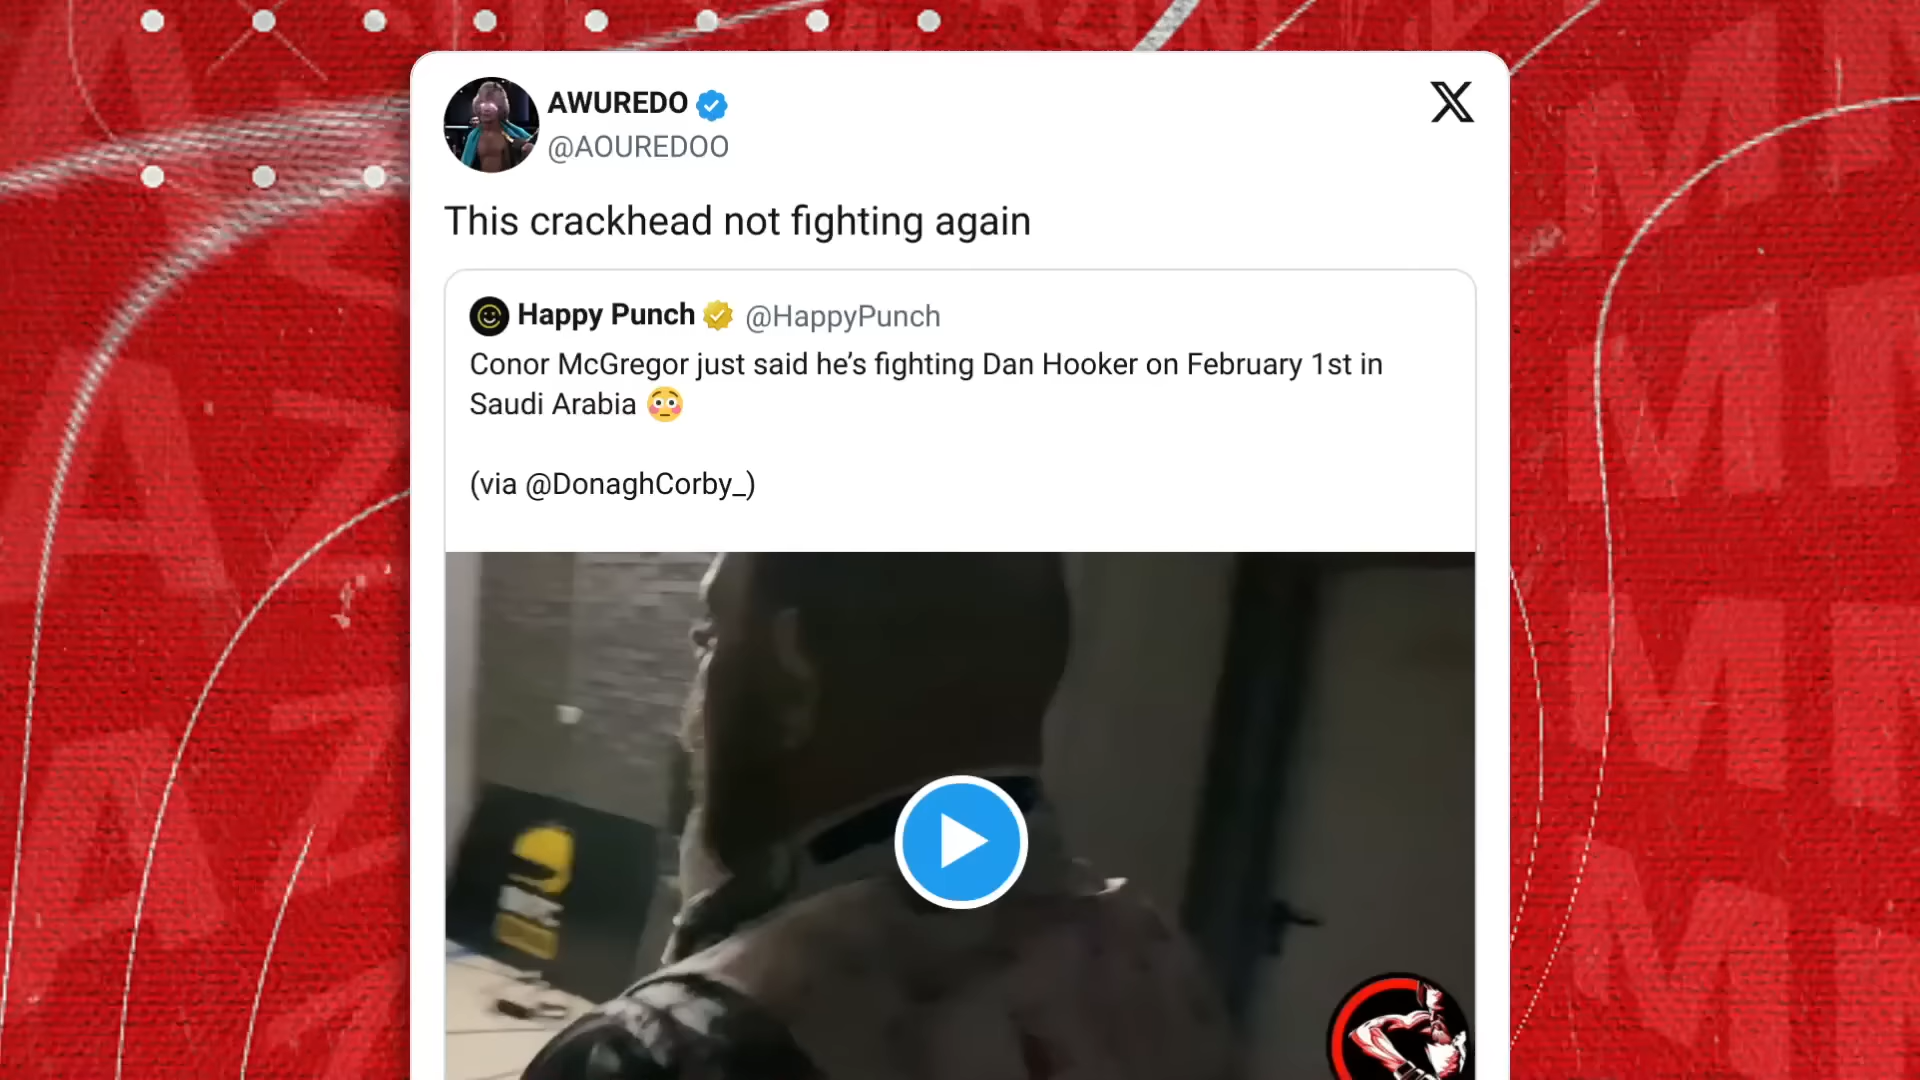 AWUREDO
@AOUREDOO
This crackhead not fighting again
Happy Punch @HappyPunch
Conor McGregor just said he's fighting Dan Hooker on February 1st in
Saudi Arabia 😳
(via @DonaghCorby_)